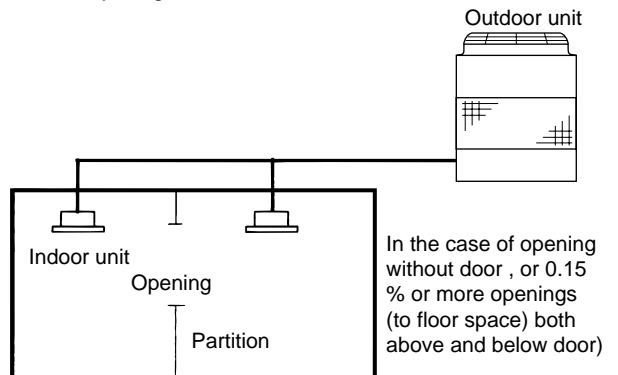 Outdoor unit
Indoor unit
Opening
Partition
In the case of opening
without door , or 0.15
% or more openings
(to floor space) both
above and below door)